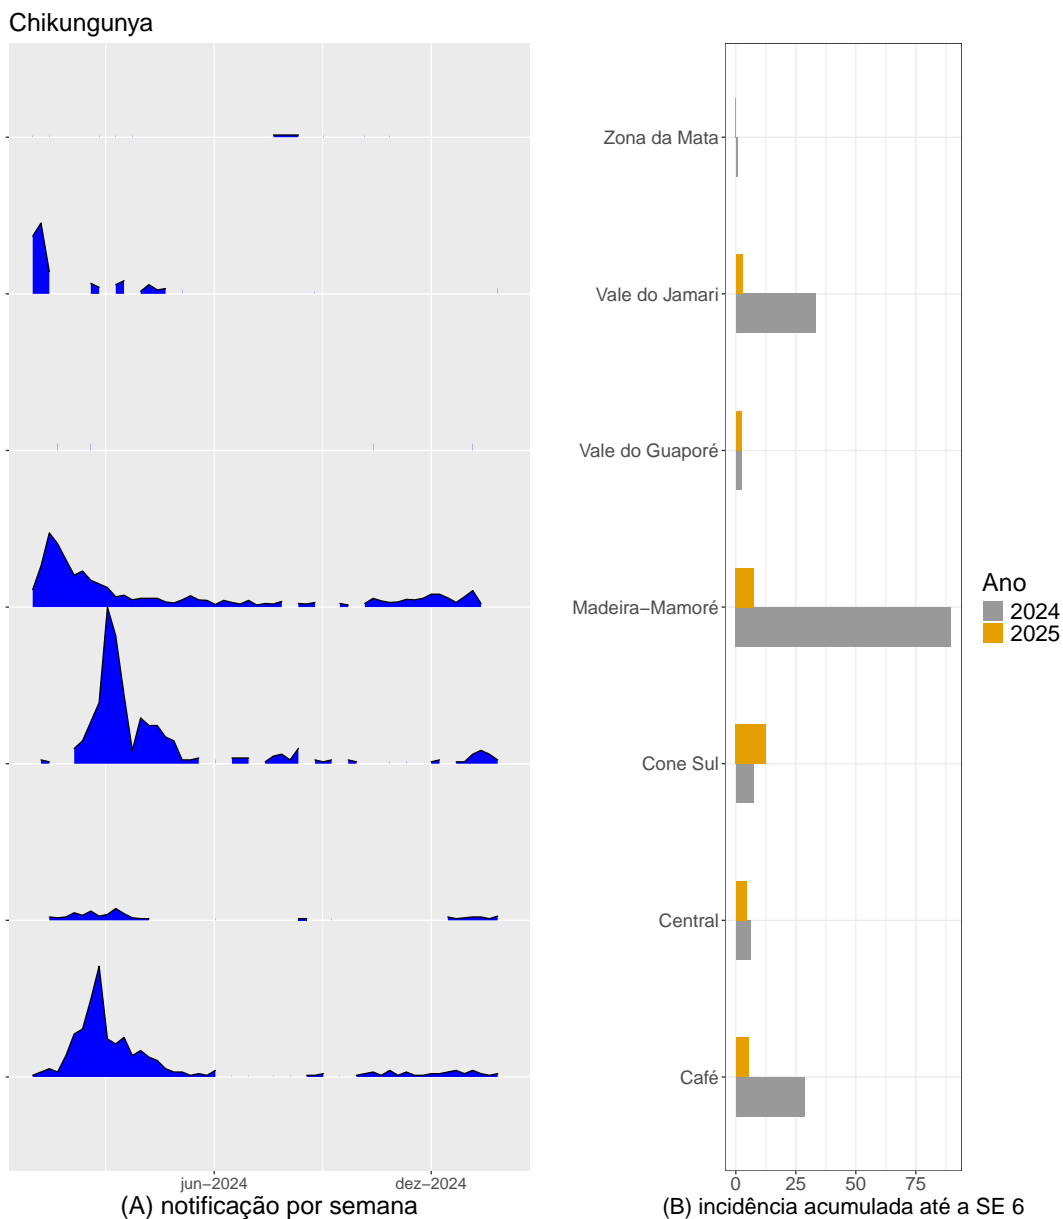 Chikungunya
Zona da Mata
Vale do Jamari
Vale do Guaporé
Madeira−Mamoré
Cone Sul
Central
Café
jun−2024
dez−2024
(A) notificação por semana
0
25
50
75
(B) incidência acumulada até a SE 6
Ano
2024
2025